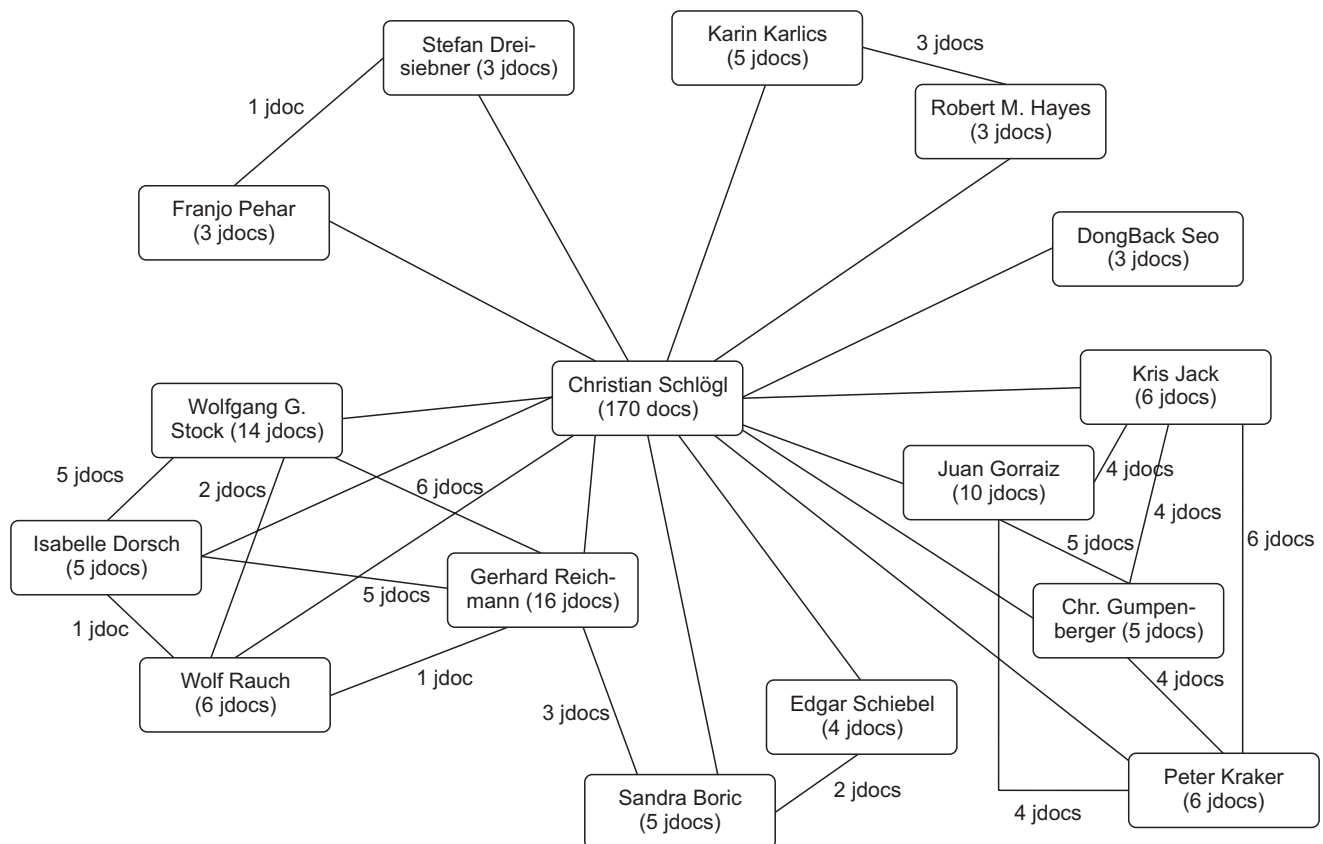 Stefan Drei-
siebner (3 jdocs)
Karin Karlics
(5 jdocs)
3 jdocs
Robert M. Hayes
(3 jdocs)
1 jdoc
Franjo Pehar
(3 jdocs)
DongBack Seo
(3 jdocs)
Christian Schlögl
(170 docs)
Kris Jack
(6 jdocs)
Wolfgang G.
Stock (14 jdocs)
Juan Gorraiz
(10 jdocs)
4 jdocs
5 jdocs
2 jdocs
6 jdocs
4 jdocs
6 jdocs
5 jdocs
Isabelle Dorsch
(5 jdocs)
Gerhard Reich-
mann (16 jdocs)
5 jdocs
Chr. Gumpen-
berger (5 jdocs)
1 jdoc
Wolf Rauch
(6 jdocs)
1 jdoc
4 jdocs
3 jdocs
Edgar Schiebel
(4 jdocs)
Sandra Boric
(5 jdocs)
2 jdocs
Peter Kraker
(6 jdocs)
4 jdocs